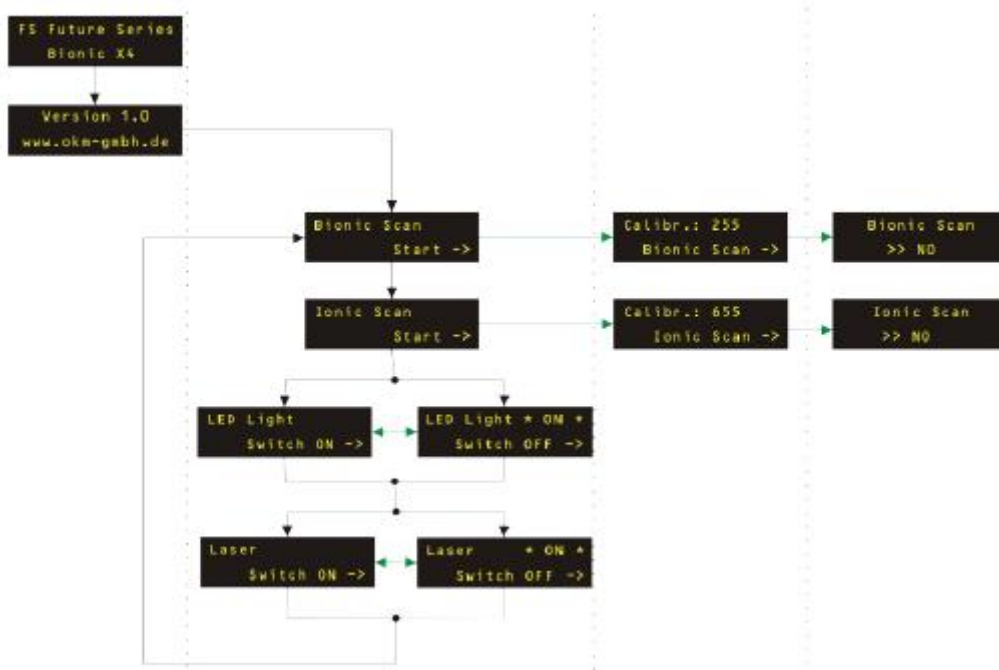 FS Future Series
Bionic X4
Version 1.0
www.okm-gmbh.de
Bionic Scan
Start ->
Calibr.: 255
Bionic Scan ->
Bionic Scan
>> NO
Ionic Scan
Start ->
Calibr.: 655
Ionic Scan ->
Ionic Scan
>> NO
LED Light
Switch ON ->
LED Light * ON *
Switch OFF ->
Laser
Switch ON ->
Laser * ON *
Switch OFF ->